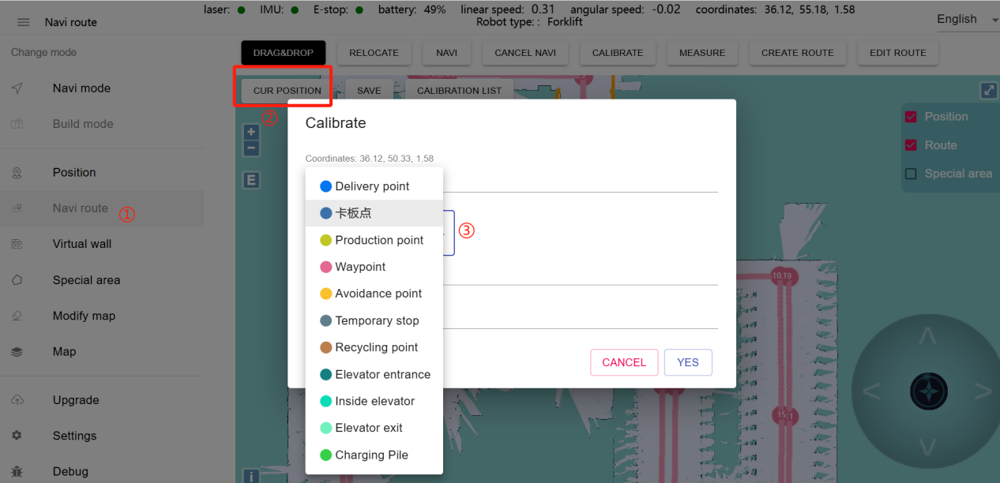 laser: IMU: E-stop: battery: 49% linear speed: 0.31 angular speed: -0.02 coordinates: 36.12, 55.18, 1.58
Robot type: : Forklift
Navi route
English
Change mode
DRAG&DROP RELOCATE NAVI CANCEL NAVI CALIBRATE MEASURE CREATE ROUTE EDIT ROUTE
CUR POSITION SAVE CALIBRATION LIST
②
Navi mode
Build mode
Position
Navi route
①
Virtual wall
Special area
Modify map
Map
Upgrade
Settings
Debug
+
−
E
i
Calibrate
Coordinates: 36.12, 50.33, 1.58
Delivery point
卡板点
③
Production point
Waypoint
Avoidance point
Temporary stop
Recycling point
Elevator entrance
Inside elevator
Elevator exit
Charging Pile
CANCEL YES
Position
Route
Special area